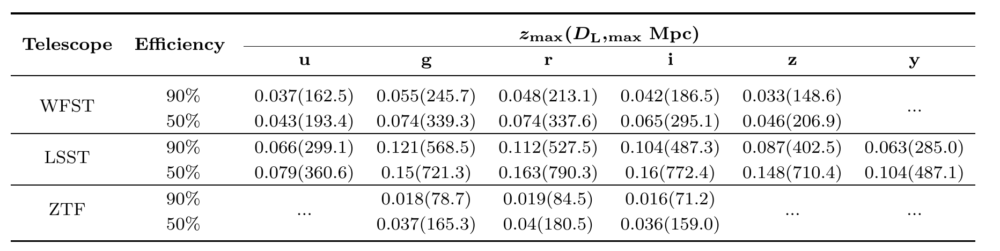 z_max(D_L,max Mpc)
Telescope Efficiency
u g r i z y
90% 0.037(162.5) 0.055(245.7) 0.048(213.1) 0.042(186.5) 0.033(148.6)
WFST ...
50% 0.043(193.4) 0.074(339.3) 0.074(337.6) 0.065(295.1) 0.046(206.9)
90% 0.066(299.1) 0.121(568.5) 0.112(527.5) 0.104(487.3) 0.087(402.5) 0.063(285.0)
LSST
50% 0.079(360.6) 0.15(721.3) 0.163(790.3) 0.16(772.4) 0.148(710.4) 0.104(487.1)
90% 0.018(78.7) 0.019(84.5) 0.016(71.2)
ZTF ... ... ...
50% 0.037(165.3) 0.04(180.5) 0.036(159.0)